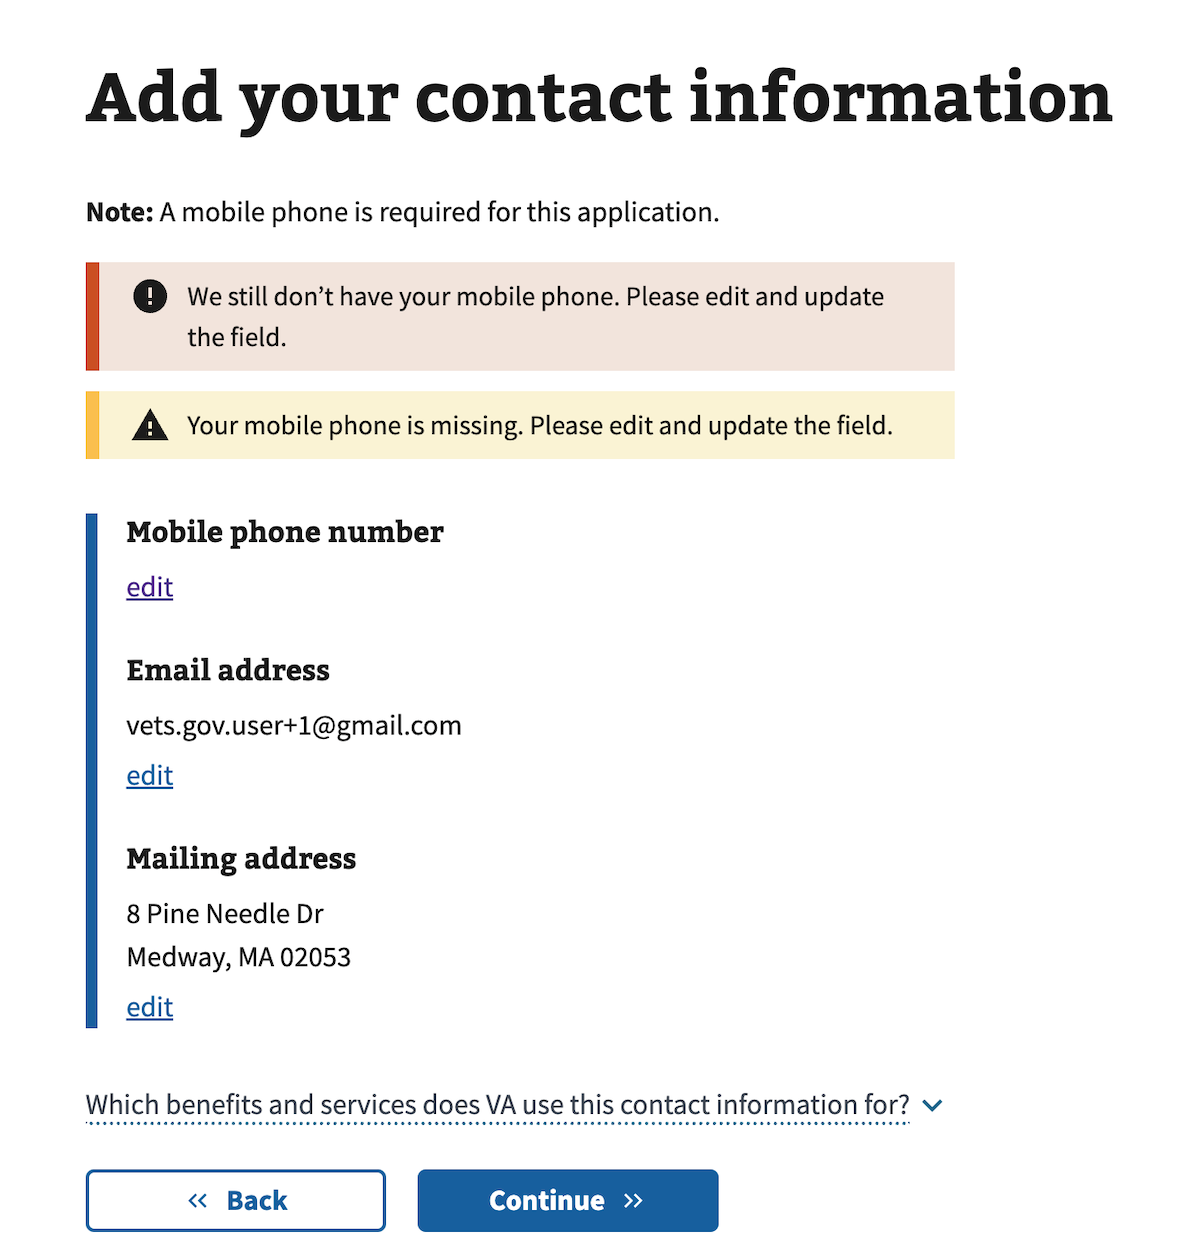 Add your contact information
Note: A mobile phone is required for this application.
We still don’t have your mobile phone. Please edit and update
the field.
Your mobile phone is missing. Please edit and update the field.
Mobile phone number
edit
Email address
vets.gov.user+1@gmail.com
edit
Mailing address
8 Pine Needle Dr
Medway, MA 02053
edit
Which benefits and services does VA use this contact information for?
Back
Continue